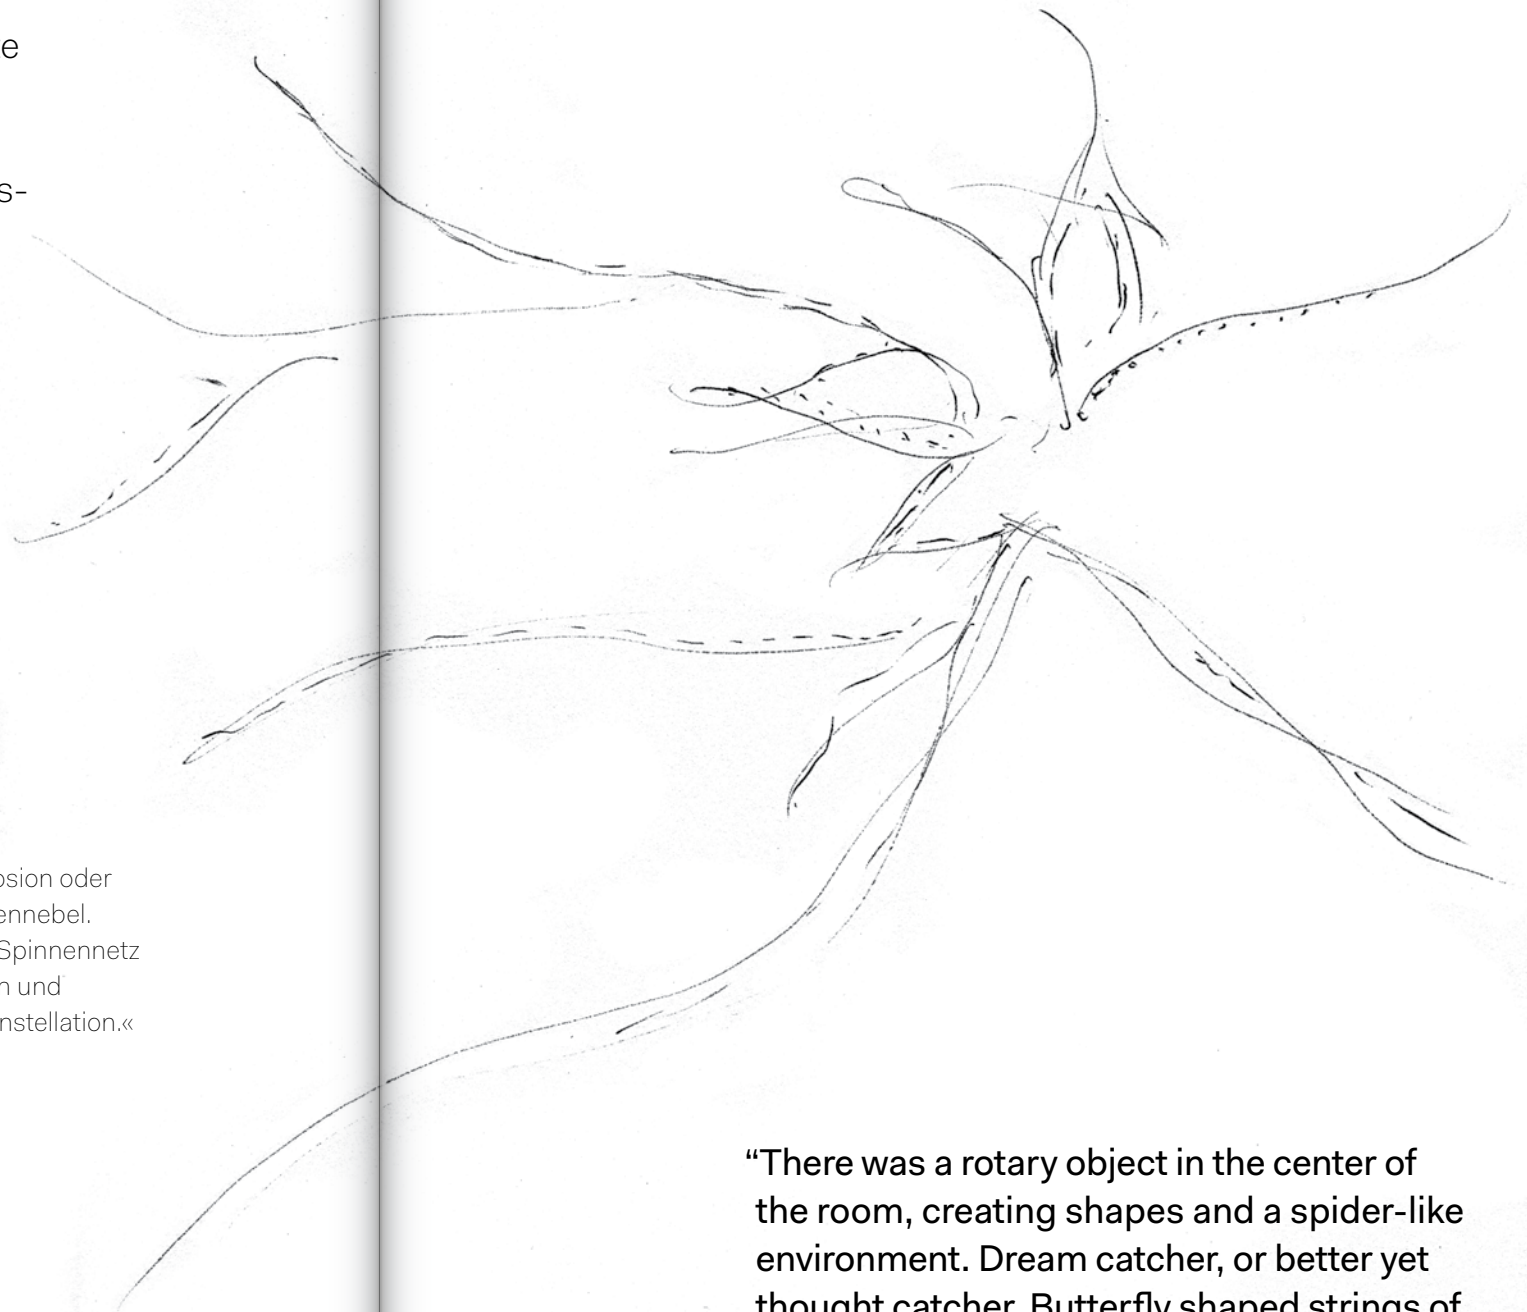 e
s-
osion oder
ennebel.
Spinnennetz
n und
nstellation.«
“There was a rotary object in the center of
the room, creating shapes and a spider-like
environment. Dream catcher, or better yet
thought catcher. Butterfly shaped strings of